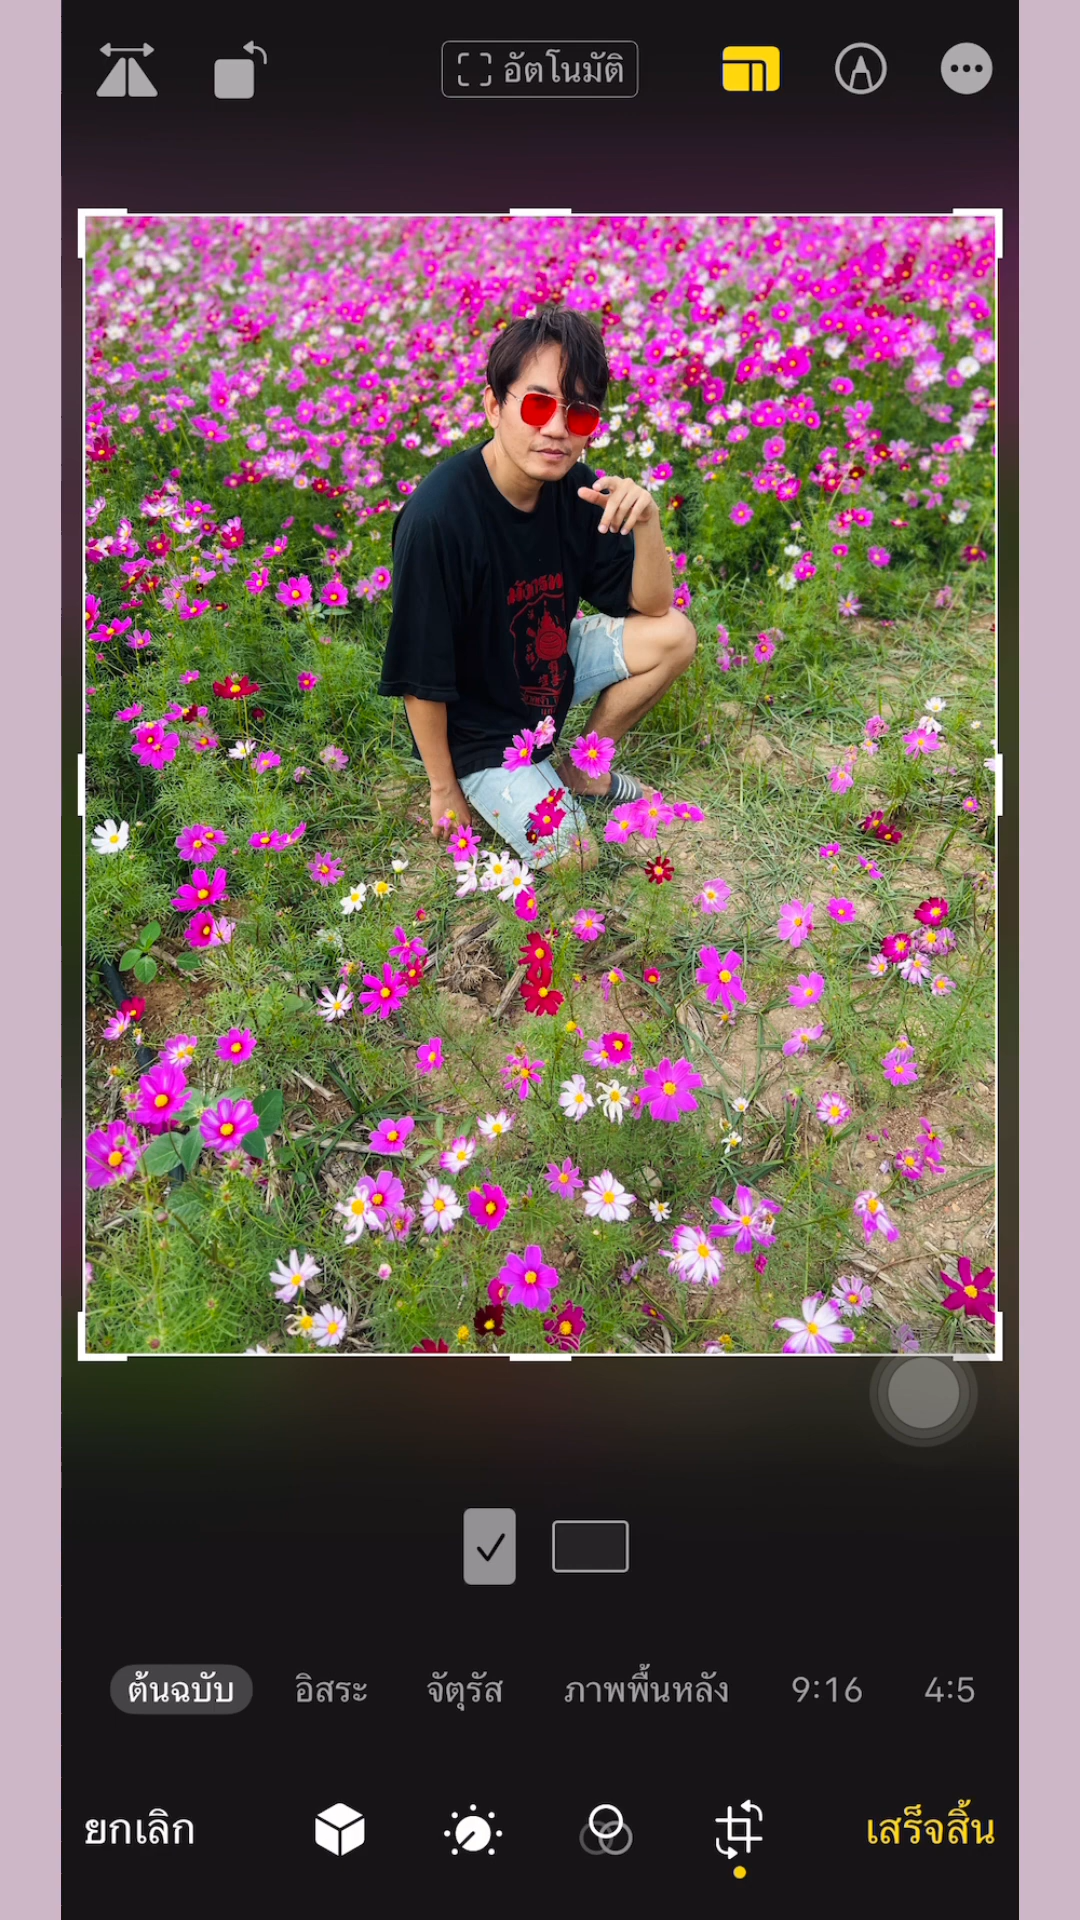 อัตโนมัติ
ต้นฉบับ อิสระ จัตุรัส ภาพพื้นหลัง 9:16 4:5
ยกเลิก เสร็จสิ้น